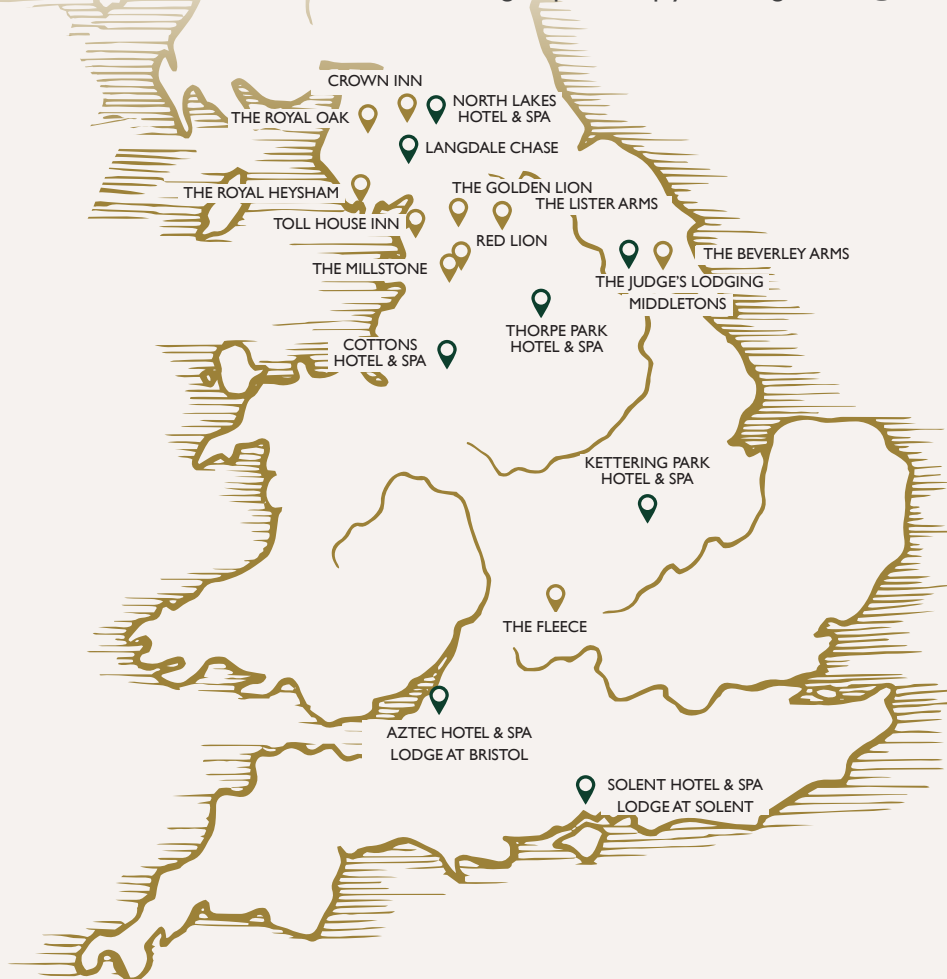 CROWN INN
NORTH LAKES
HOTEL & SPA
THE ROYAL OAK
LANGDALE CHASE
THE ROYAL HEYSHAM
THE GOLDEN LION
THE LISTER ARMS
TOLL HOUSE INN
RED LION
THE MILLSTONE
THE BEVERLEY ARMS
THE JUDGE'S LODGING
MIDDLETONS
THORPE PARK
HOTEL & SPA
COTTONS
HOTEL & SPA
KETTERING PARK
HOTEL & SPA
THE FLEECE
AZTEC HOTEL & SPA
LODGE AT BRISTOL
SOLENT HOTEL & SPA
LODGE AT SOLENT